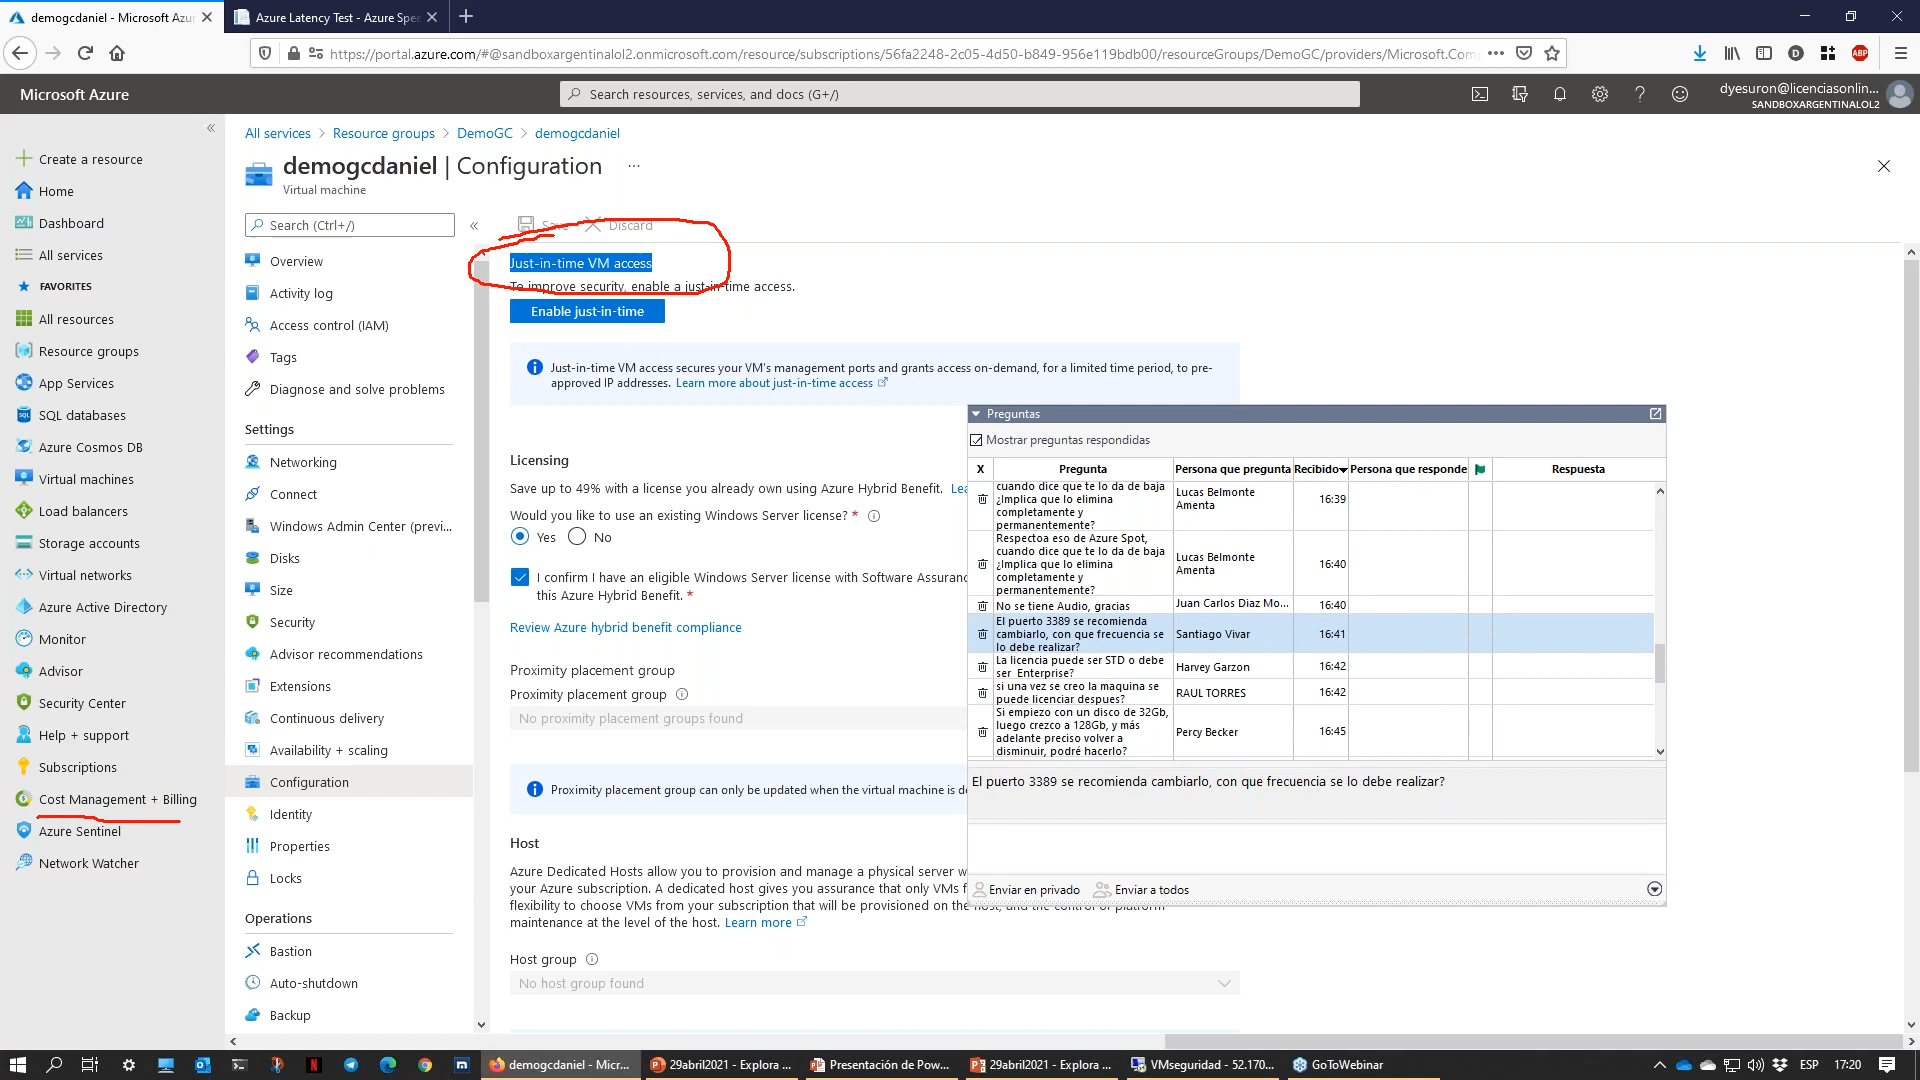 demogcdaniel - Microsoft Azu
Azure Latency Test - Azure Spee
https://portal.azure.com/#@sandboxargentinalol2.onmicrosoft.com/resource/subscriptions/56fa2248-2c05-4d50-b849-956e119bdb00/resourceGroups/DemoGC/providers/Microsoft.Com
Microsoft Azure
Search resources, services, and docs (G+/)
dyesuron@licenciasonlin...
SANDBOXARGENTINALOL2
Create a resource
Home
Dashboard
All services
FAVORITES
All resources
Resource groups
App Services
SQL databases
Azure Cosmos DB
Virtual machines
Load balancers
Storage accounts
Virtual networks
Azure Active Directory
Monitor
Advisor
Security Center
Help + support
Subscriptions
Cost Management + Billing
Azure Sentinel
Network Watcher
All services > Resource groups > DemoGC > demogcdaniel
demogcdaniel | Configuration ...
Virtual machine
Search (Ctrl+/)
Overview
Activity log
Access control (IAM)
Tags
Diagnose and solve problems
Settings
Networking
Connect
Windows Admin Center (previ...
Disks
Size
Security
Advisor recommendations
Extensions
Continuous delivery
Availability + scaling
Configuration
Identity
Properties
Locks
Operations
Bastion
Auto-shutdown
Backup
Save Discard
Just-in-time VM access
To improve security, enable a just-in-time access.
Enable just-in-time
Just-in-time VM access secures your VM's management ports and grants access on-demand, for a limited time period, to pre-
approved IP addresses. Learn more about just-in-time access
Licensing
Save up to 49% with a license you already own using Azure Hybrid Benefit. Lea
Would you like to use an existing Windows Server license? *
Yes No
I confirm I have an eligible Windows Server license with Software Assuranc
this Azure Hybrid Benefit. *
Review Azure hybrid benefit compliance
Proximity placement group
Proximity placement group
No proximity placement groups found
Proximity placement group can only be updated when the virtual machine is de
Host
Azure Dedicated Hosts allow you to provision and manage a physical server w
your Azure subscription. A dedicated host gives you assurance that only VMs f
flexibility to choose VMs from your subscription that will be provisioned on the host, and the control of platform
maintenance at the level of the host. Learn more
Host group
No host group found
Preguntas
Mostrar preguntas respondidas
X Pregunta Persona que pregunta Recibido Persona que responde Respuesta
cuando dice que te lo da de baja
¿Implica que lo elimina
completamente y
permanentemente?
Lucas Belmonte
Amenta
16:39
Respectoa eso de Azure Spot,
cuando dice que te lo da de baja
¿Implica que lo elimina
completamente y
permanentemente?
Lucas Belmonte
Amenta
16:40
No se tiene Audio, gracias Juan Carlos Diaz Mo... 16:40
El puerto 3389 se recomienda
cambiarlo, con que frecuencia se
lo debe realizar?
Santiago Vivar 16:41
La licencia puede ser STD o debe
ser Enterprise?
Harvey Garzon 16:42
si una vez se creo la maquina se
puede licenciar despues?
RAUL TORRES 16:42
Si empiezo con un disco de 32Gb,
luego crezco a 128Gb, y más
adelante preciso volver a
disminuir, podré hacerlo?
Percy Becker 16:45
El puerto 3389 se recomienda cambiarlo, con que frecuencia se lo debe realizar?
Enviar en privado Enviar a todos
demogcdaniel - Micr...
29abril2021 - Explora ...
Presentación de Pow...
29abril2021 - Explora ...
VMseguridad - 52.170...
GoToWebinar
ESP
17:20